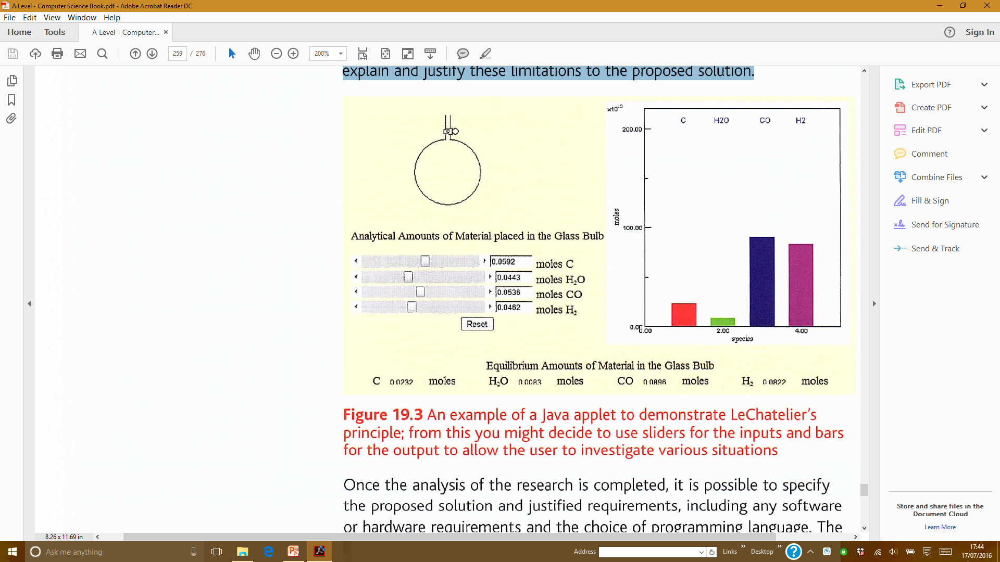 A Level - Computer Science Book.pdf - Adobe Acrobat Reader DC
File Edit View Window Help
Home Tools A Level - Computer... × Sign In
259 / 276 200%
explain and justify these limitations to the proposed solution.
×10⁻³
C H2O CO H2
200.00
100.00
0.00
moles
0.00 2.00 4.00
species
Analytical Amounts of Material placed in the Glass Bulb
0.0592 moles C
0.0443 moles H₂O
0.0536 moles CO
0.0462 moles H₂
Reset
Equilibrium Amounts of Material in the Glass Bulb
C 0.0232 moles H₂O 0.0083 moles CO 0.0896 moles H₂ 0.0822 moles
Figure 19.3 An example of a Java applet to demonstrate LeChatelier's
principle; from this you might decide to use sliders for the inputs and bars
for the output to allow the user to investigate various situations
Once the analysis of the research is completed, it is possible to specify
the proposed solution and justified requirements, including any software
or hardware requirements and the choice of programming language. The
8.26 x 11.69 in
Export PDF
Create PDF
Edit PDF
Comment
Combine Files
Fill & Sign
Send for Signature
Send & Track
Store and share files in the
Document Cloud
Learn More
Ask me anything
Address Links Desktop
17:44
17/07/2016